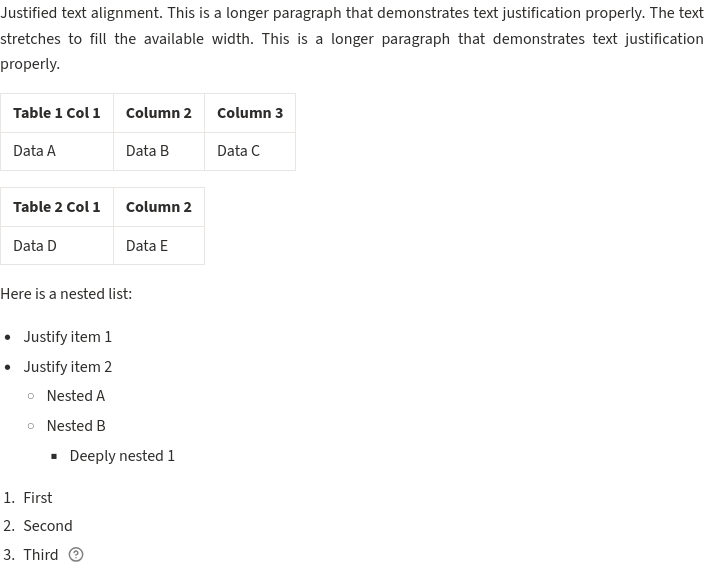 Justified text alignment. This is a longer paragraph that demonstrates text justification properly. The text
stretches to fill the available width. This is a longer paragraph that demonstrates text justification
properly.
Table 1 Col 1 Column 2 Column 3
Data A Data B Data C
Table 2 Col 1 Column 2
Data D Data E
Here is a nested list:
• Justify item 1
• Justify item 2
○ Nested A
○ Nested B
▪ Deeply nested 1
1. First
2. Second
3. Third ?